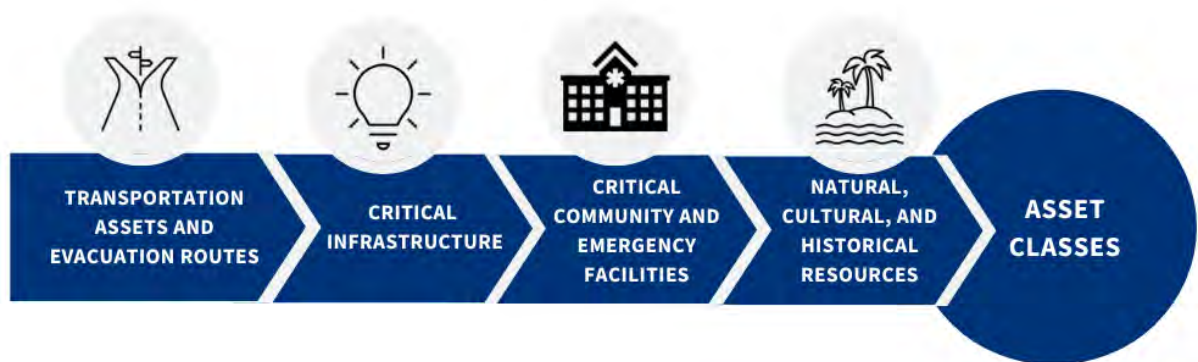 TRANSPORTATION
ASSETS AND
EVACUATION ROUTES
CRITICAL
INFRASTRUCTURE
CRITICAL
COMMUNITY AND
EMERGENCY
FACILITIES
NATURAL,
CULTURAL, AND
HISTORICAL
RESOURCES
ASSET
CLASSES